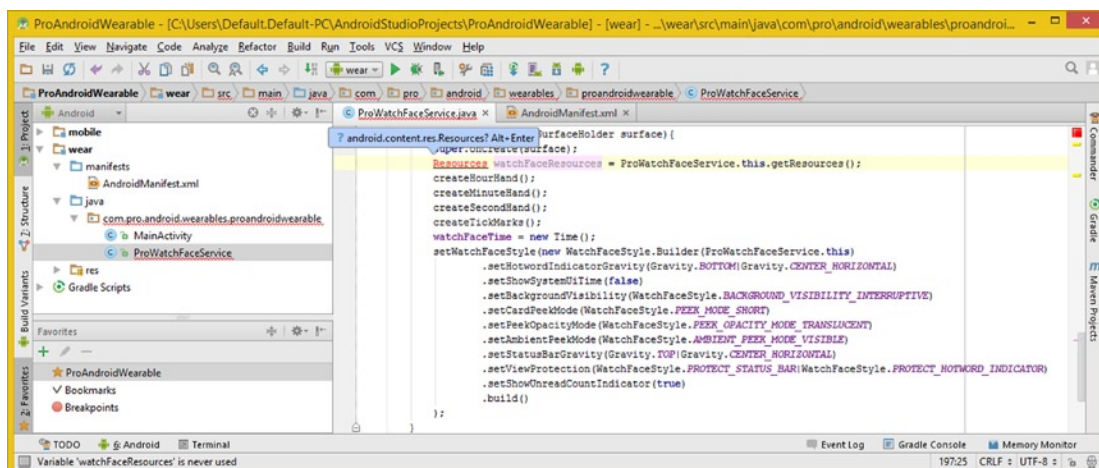 ProAndroidWearable - [C:\Users\Default.Default-PC\AndroidStudioProjects\ProAndroidWearable] - [wear] - ...\wear\src\main\java\com\pro\android\wearables\proandroi...
File Edit View Navigate Code Analyze Refactor Build Run Tools VCS Window Help
wear
ProAndroidWearable wear src main java com pro android wearables proandroidwearable ProWatchFaceService
Android
ProWatchFaceService.java × AndroidManifest.xml ×
1: Project
7: Structure
Build Variants
2: Favorites
mobile
wear
manifests
AndroidManifest.xml
java
com.pro.android.wearables.proandroidwearable
MainActivity
ProWatchFaceService
res
Gradle Scripts
Favorites
ProAndroidWearable
Bookmarks
Breakpoints
? android.content.res.Resources? Alt+Enter
SurfaceHolder surface){
super.onCreate(surface);
Resources watchFaceResources = ProWatchFaceService.this.getResources();
createHourHand();
createMinuteHand();
createSecondHand();
createTickMarks();
watchFaceTime = new Time();
setWatchFaceStyle(new WatchFaceStyle.Builder(ProWatchFaceService.this)
.setHotwordIndicatorGravity(Gravity.BOTTOM|Gravity.CENTER_HORIZONTAL)
.setShowSystemUiTime(false)
.setBackgroundVisibility(WatchFaceStyle.BACKGROUND_VISIBILITY_INTERRUPTIVE)
.setCardPeekMode(WatchFaceStyle.PEEK_MODE_SHORT)
.setPeekOpacityMode(WatchFaceStyle.PEEK_OPACITY_MODE_TRANSLUCENT)
.setAmbientPeekMode(WatchFaceStyle.AMBIENT_PEEK_MODE_VISIBLE)
.setStatusBarGravity(Gravity.TOP|Gravity.CENTER_HORIZONTAL)
.setViewProtection(WatchFaceStyle.PROTECT_STATUS_BAR|WatchFaceStyle.PROTECT_HOTWORD_INDICATOR)
.setShowUnreadCountIndicator(true)
.build()
);
}
Commander
Gradle
Maven Projects
TODO 6: Android Terminal Event Log Gradle Console Memory Monitor
Variable 'watchFaceResources' is never used 197:25 CRLF UTF-8